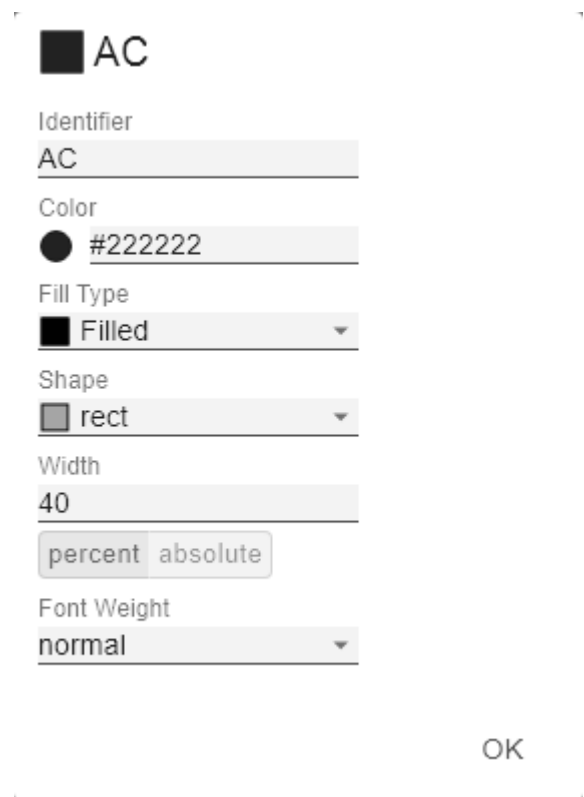 AC
Identifier
AC
Color
#222222
Fill Type
Filled
Shape
rect
Width
40
percent absolute
Font Weight
normal
OK